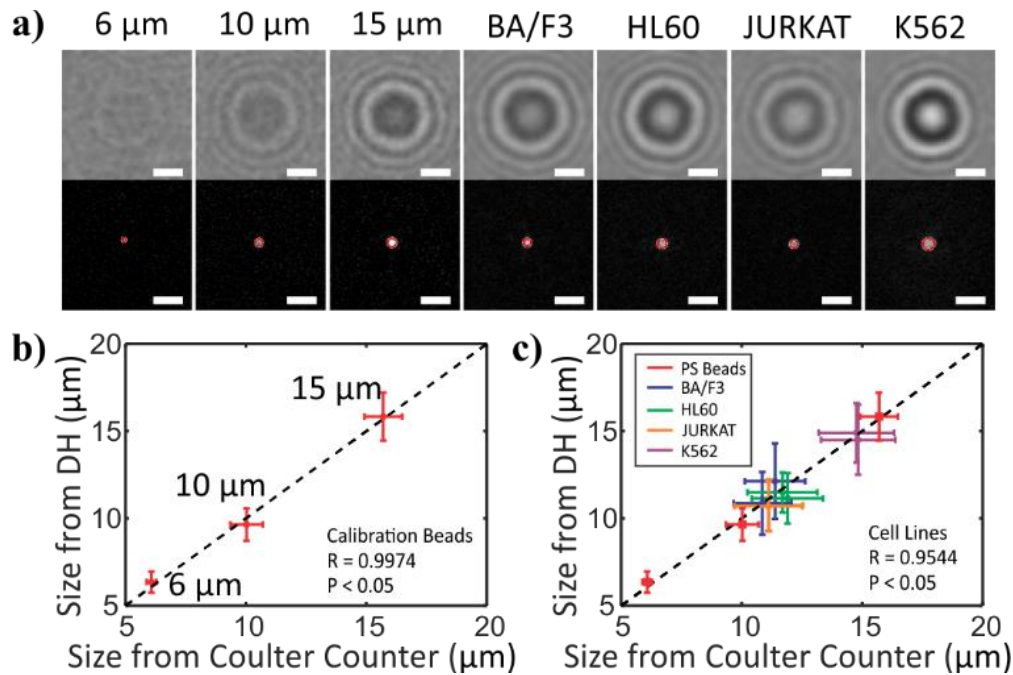 a)
6 µm 10 µm 15 µm BA/F3 HL60 JURKAT K562
b)
20
15
10
5
5 10 15 20
Size from DH (µm)
Size from Coulter Counter (µm)
15 µm
10 µm
6 µm
Calibration Beads
R = 0.9974
P < 0.05
c)
20
15
10
5
5 10 15 20
Size from DH (µm)
Size from Coulter Counter (µm)
PS Beads
BA/F3
HL60
JURKAT
K562
Cell Lines
R = 0.9544
P < 0.05